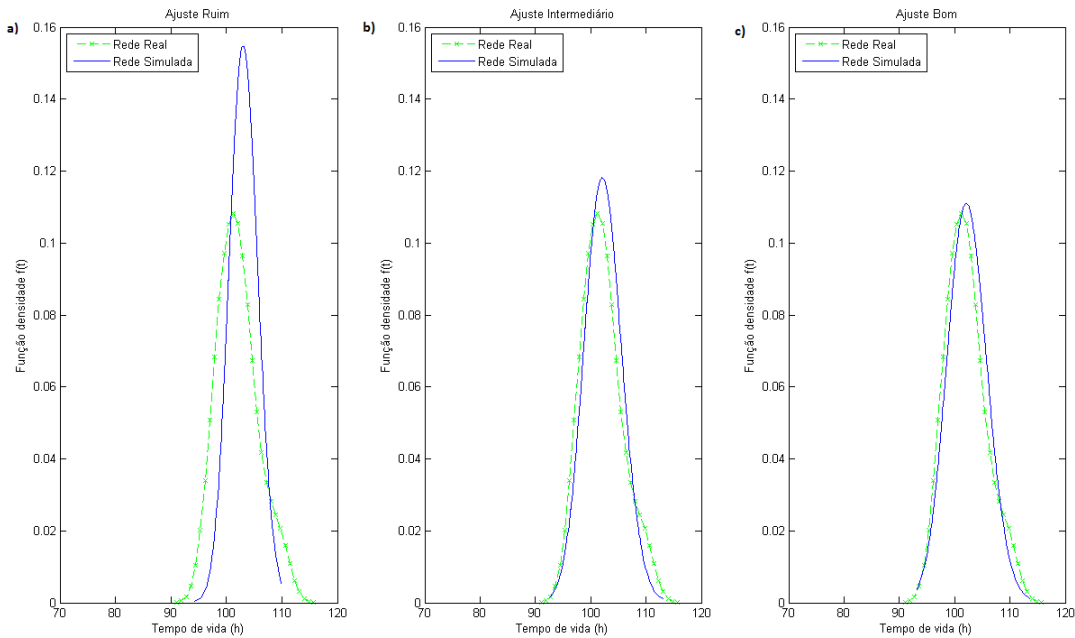 a)
Ajuste Ruim
Rede Real
Rede Simulada
Função densidade f(t)
0.16
0.14
0.12
0.1
0.08
0.06
0.04
0.02
0
70
80
90
100
110
120
Tempo de vida (h)
b)
Ajuste Intermediário
Rede Real
Rede Simulada
Função densidade f(t)
0.16
0.14
0.12
0.1
0.08
0.06
0.04
0.02
0
70
80
90
100
110
120
Tempo de vida (h)
c)
Ajuste Bom
Rede Real
Rede Simulada
Função densidade f(t)
0.16
0.14
0.12
0.1
0.08
0.06
0.04
0.02
0
70
80
90
100
110
120
Tempo de vida (h)